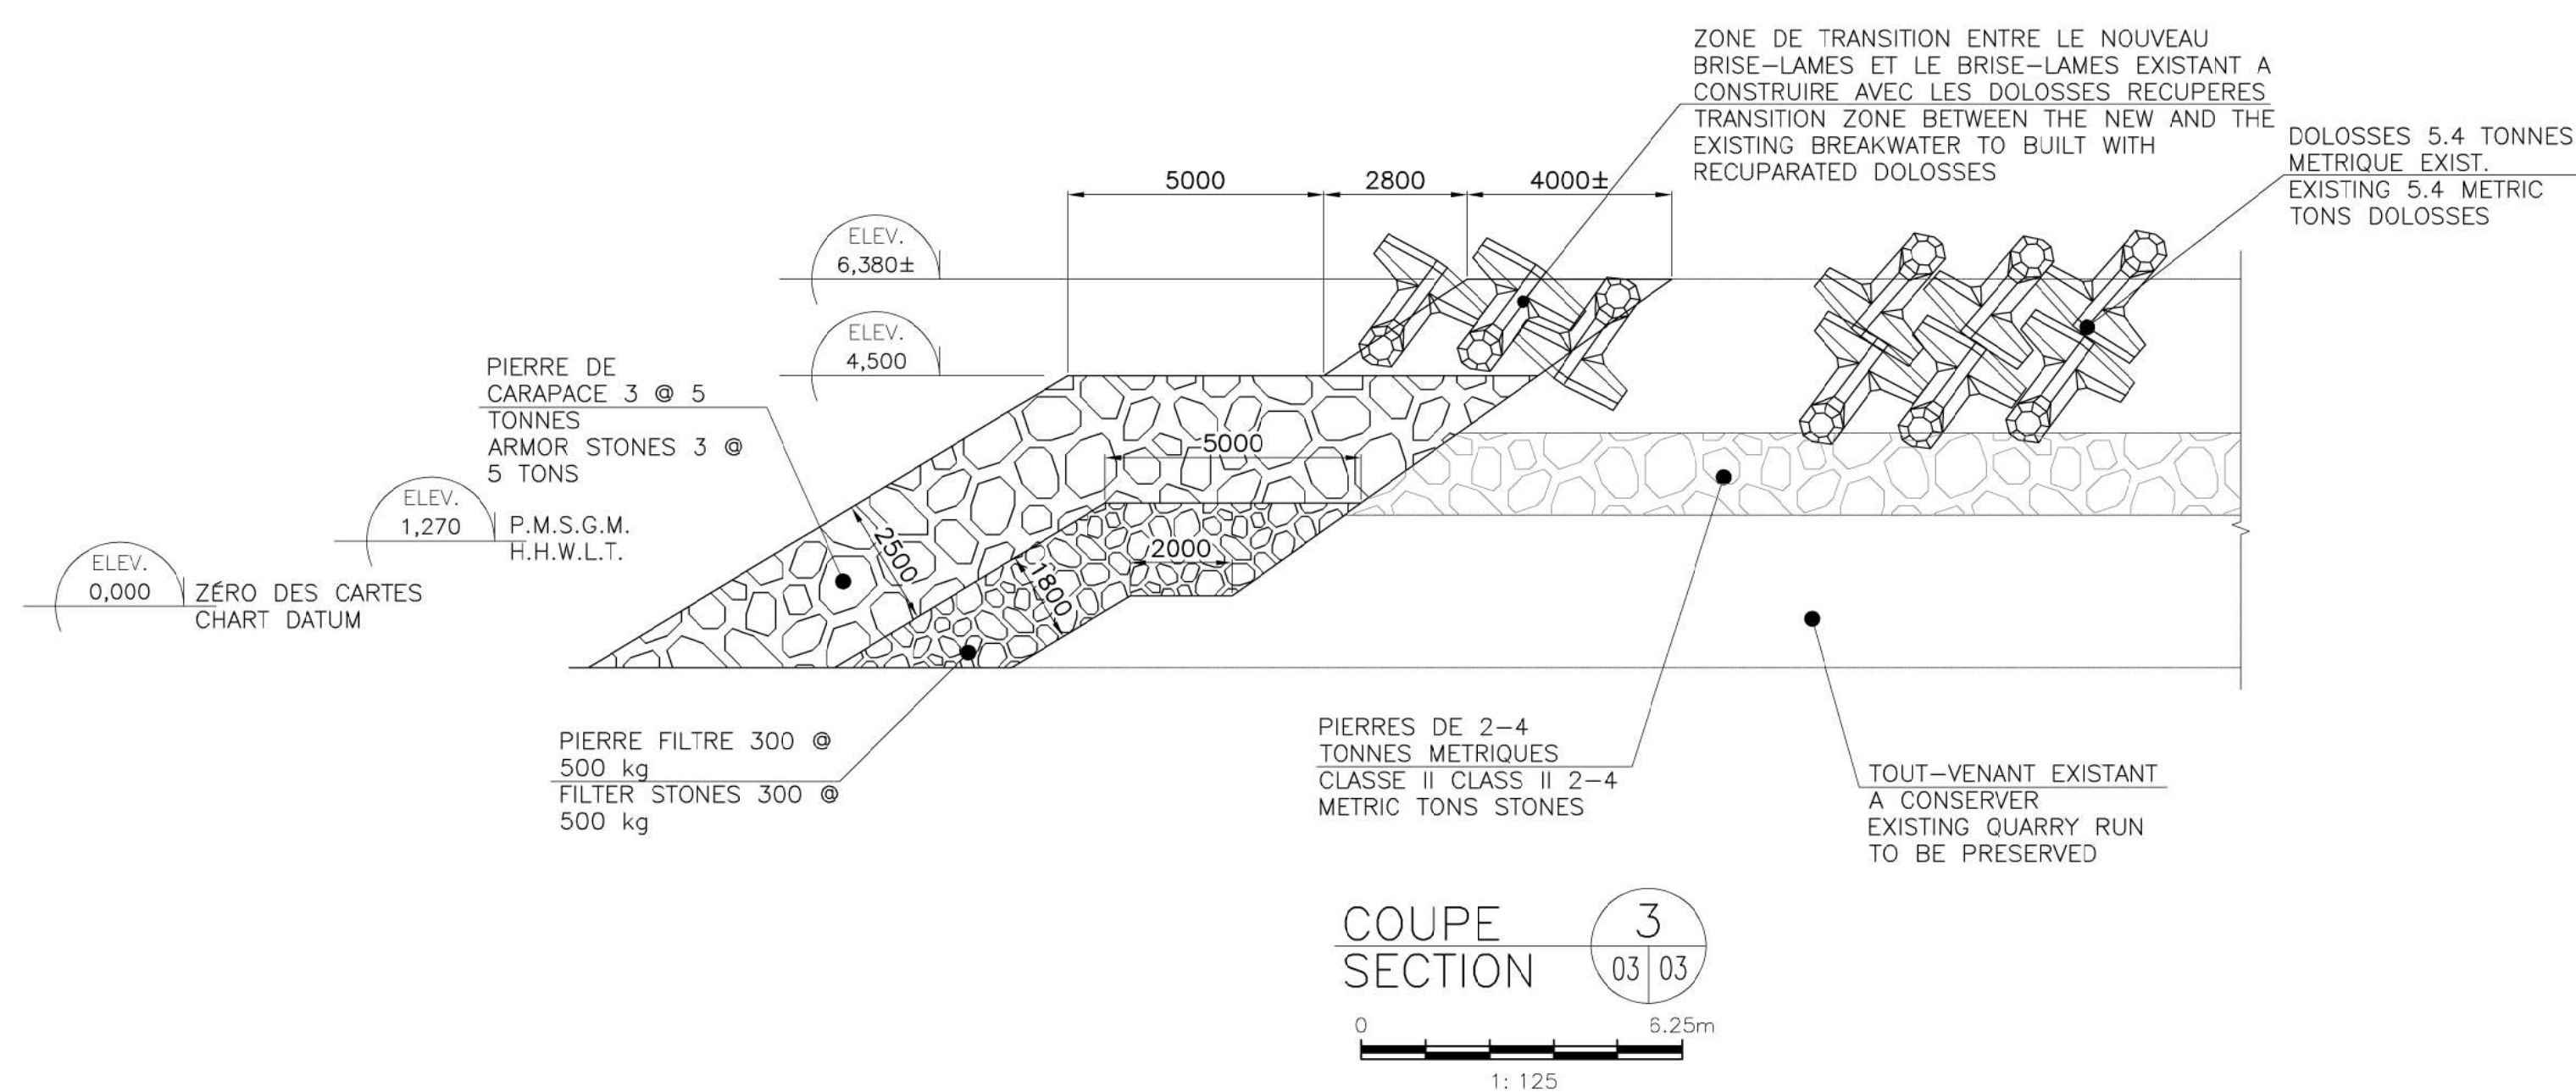 ZONE DE TRANSITION ENTRE LE NOUVEAU
BRISE-LAMES ET LE BRISE-LAMES EXISTANT A
CONSTRUIRE AVEC LES DOLOSSES RECUPERES
TRANSITION ZONE BETWEEN THE NEW AND THE
EXISTING BREAKWATER TO BUILT WITH
RECUPARATED DOLOSSES
DOLOSSES 5.4 TONNES
METRIQUE EXIST.
EXISTING 5.4 METRIC
TONS DOLOSSES
5000
2800
4000±
ELEV.
6,380±
ELEV.
4,500
PIERRE DE
CARAPACE 3 @ 5
TONNES
ARMOR STONES 3 @
5 TONS
ELEV.
1,270
P.M.S.G.M.
H.H.W.L.T.
ELEV.
0,000
ZÉRO DES CARTES
CHART DATUM
5000
2500
2000
1800
PIERRE FILTRE 300 @
500 kg
FILTER STONES 300 @
500 kg
PIERRES DE 2-4
TONNES METRIQUES
CLASSE II CLASS II 2-4
METRIC TONS STONES
TOUT-VENANT EXISTANT
A CONSERVER
EXISTING QUARRY RUN
TO BE PRESERVED
COUPE
SECTION
3
03 03
0 6.25m
1: 125